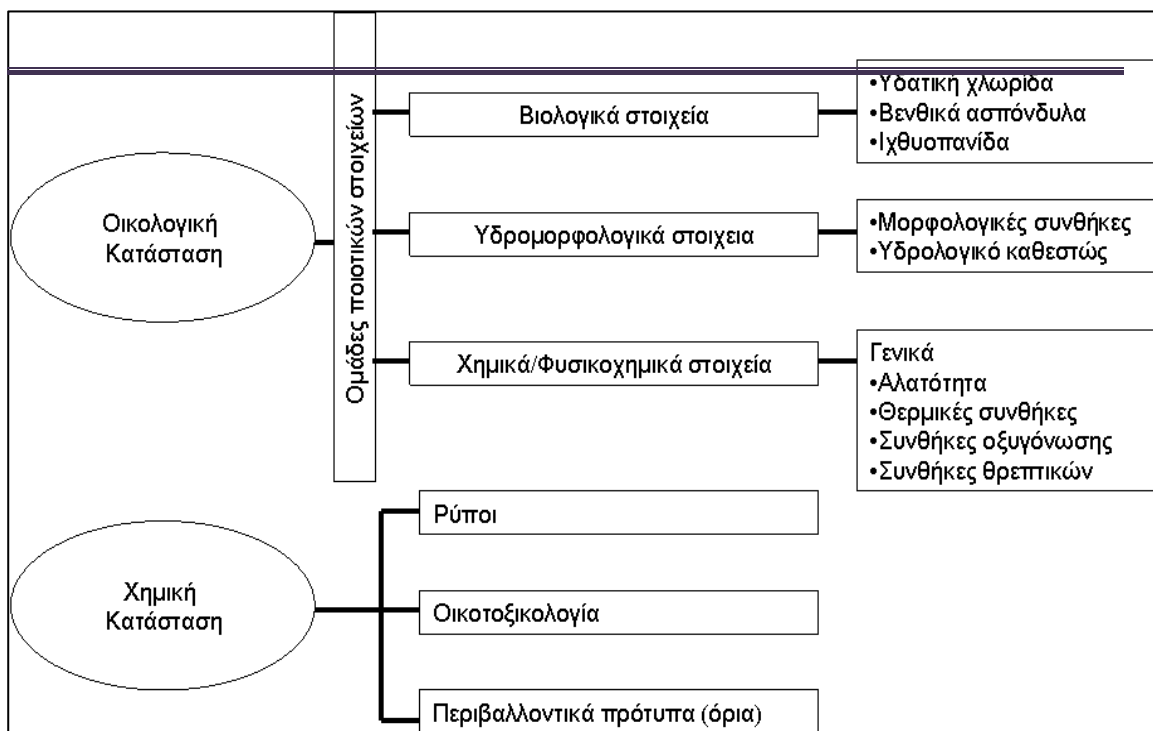 Οικολογική
Κατάσταση
Ομάδες ποιοτικών στοιχείων
Βιολογικά στοιχεία
•Υδατική χλωρίδα
•Βενθικά ασπόνδυλα
•Ιχθυοπανίδα
Υδρομορφολογικά στοιχεια
•Μορφολογικές συνθήκες
•Υδρολογικό καθεστώς
Χημικά/Φυσικοχημικά στοιχεία
Γενικά
•Αλατότητα
•Θερμικές συνθήκες
•Συνθήκες οξυγόνωσης
•Συνθήκες θρεπτικών
Χημική
Κατάσταση
Ρύποι
Οικοτοξικολογία
Περιβαλλοντικά πρότυπα (όρια)